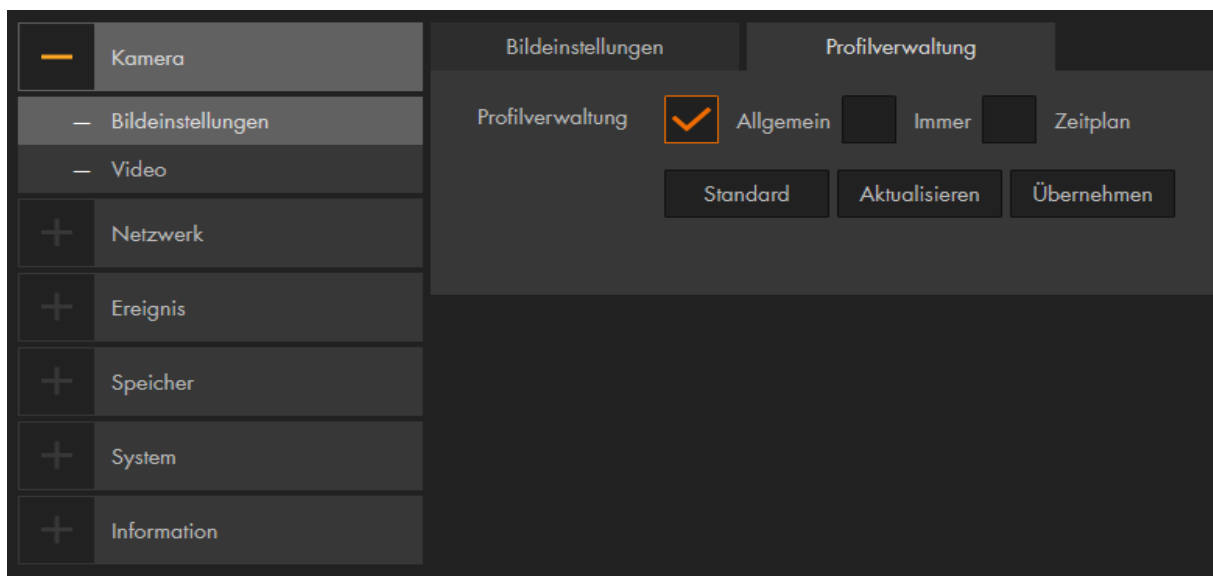 Kamera
Bildeinstellungen
Video
Netzwerk
Ereignis
Speicher
System
Information
Bildeinstellungen Profilverwaltung
Profilverwaltung Allgemein Immer Zeitplan
Standard Aktualisieren Übernehmen